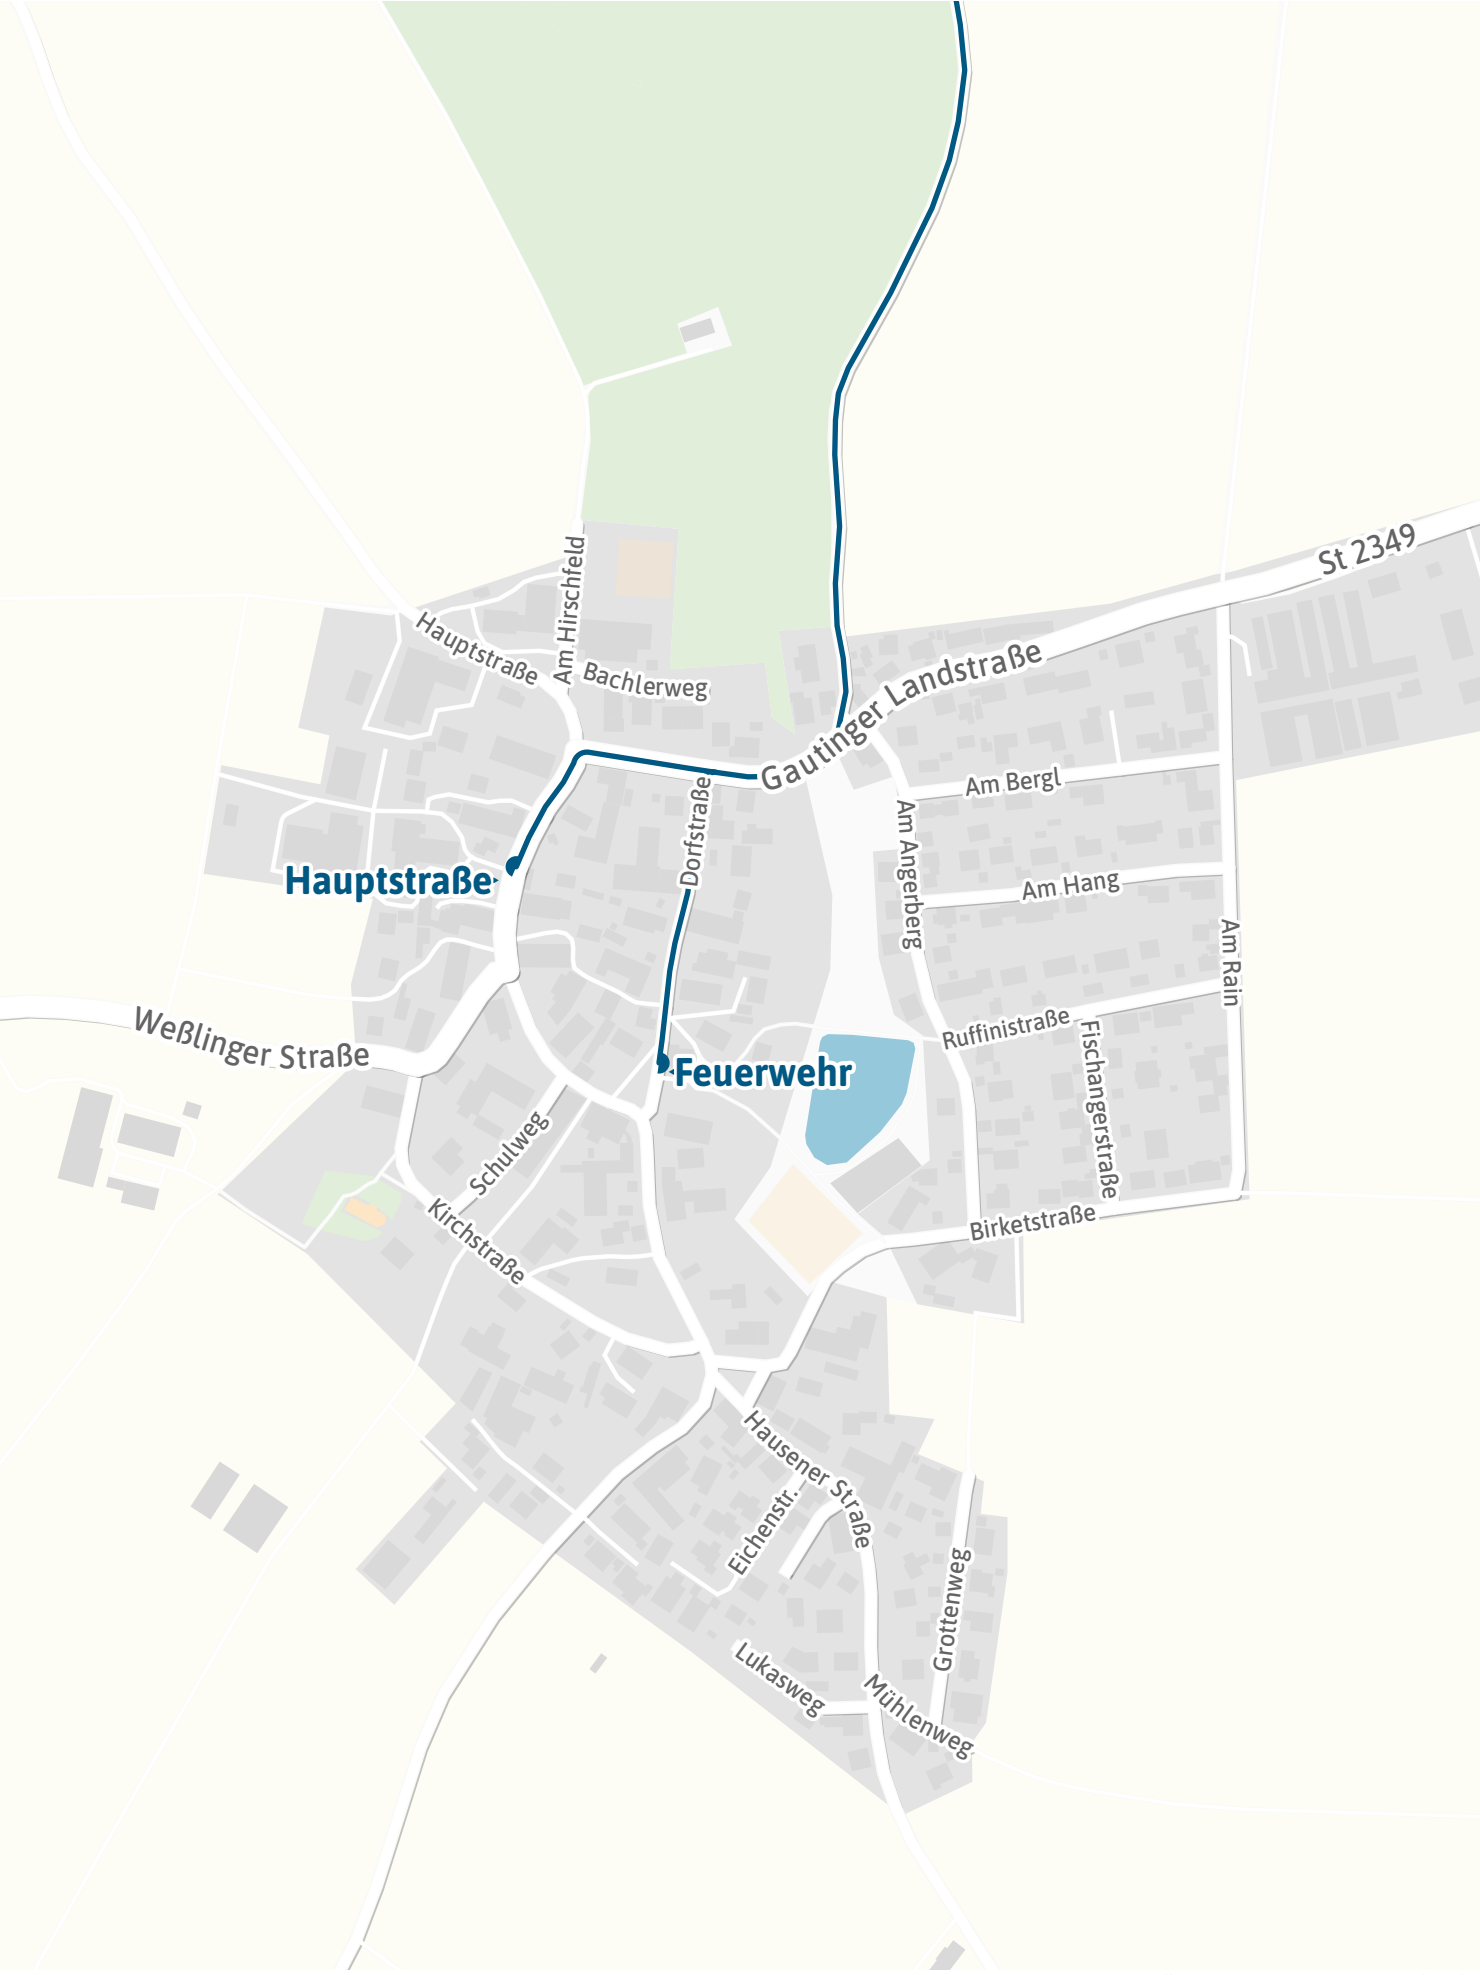 St 2349
Am Hirschfeld
Hauptstraße
Bachlerweg
Gautinger Landstraße
Am Bergl
Dorfstraße
Am Angerberg
Hauptstraße
Am Hang
Am Rain
Weßlinger Straße
Ruffinistraße
Fischangerstraße
Feuerwehr
Schulweg
Kirchstraße
Birketstraße
Hausener Straße
Eichenstr.
Grottenweg
Lukasweg
Mühlenweg